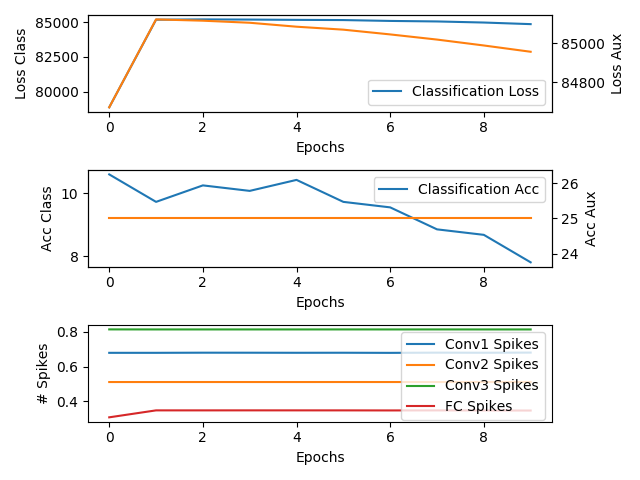 Loss Class
85000
82500
80000
0 2 4 6 8
Epochs
85000
84800
Loss Aux
Classification Loss
Acc Class
10
8
0 2 4 6 8
Epochs
26
25
24
Acc Aux
Classification Acc
# Spikes
0.8
0.6
0.4
0 2 4 6 8
Epochs
Conv1 Spikes
Conv2 Spikes
Conv3 Spikes
FC Spikes